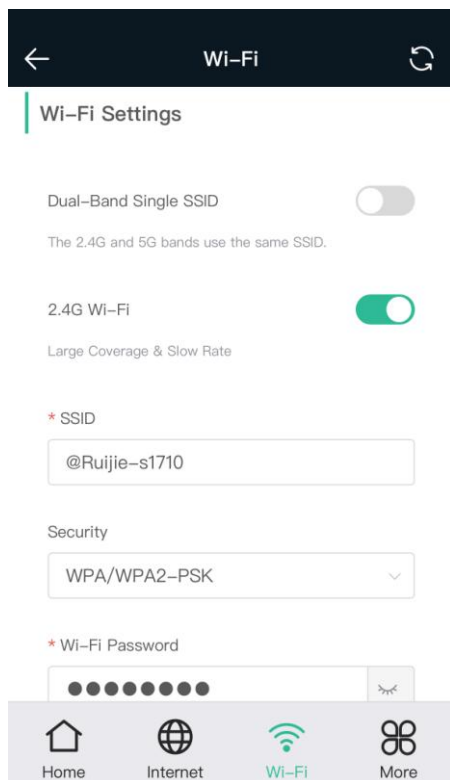 Wi-Fi
Wi-Fi Settings
Dual-Band Single SSID
The 2.4G and 5G bands use the same SSID.
2.4G Wi-Fi
Large Coverage & Slow Rate
* SSID
@Ruijie-s1710
Security
WPA/WPA2-PSK
* Wi-Fi Password
●●●●●●●●
Home Internet Wi-Fi More